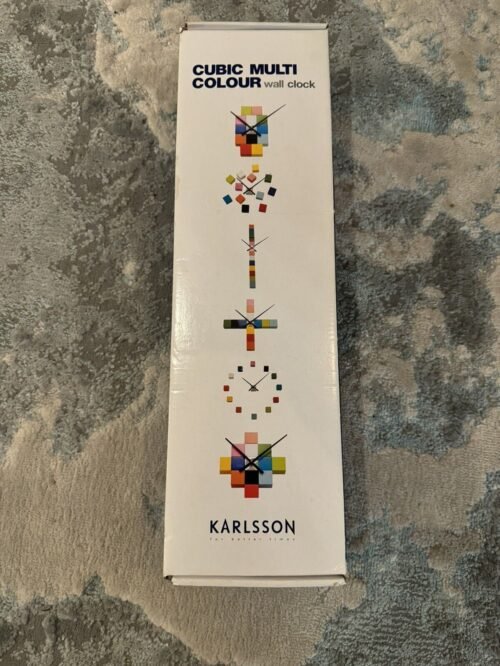 CUBIC MULTI
COLOUR wall clock
KARLSSON
for better times